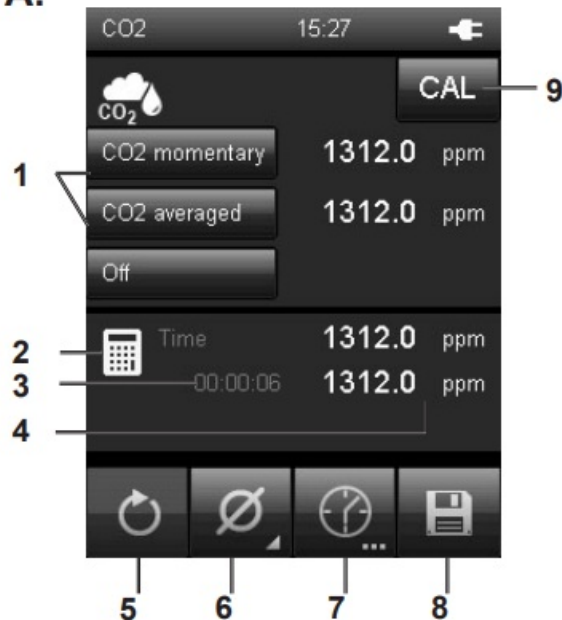 A.
CO2 15:27
CAL 9
CO2
1 CO2 momentary 1312.0 ppm
CO2 averaged 1312.0 ppm
Off
2 Time 1312.0 ppm
3 00:00:06 1312.0 ppm
4
5 6 7 8